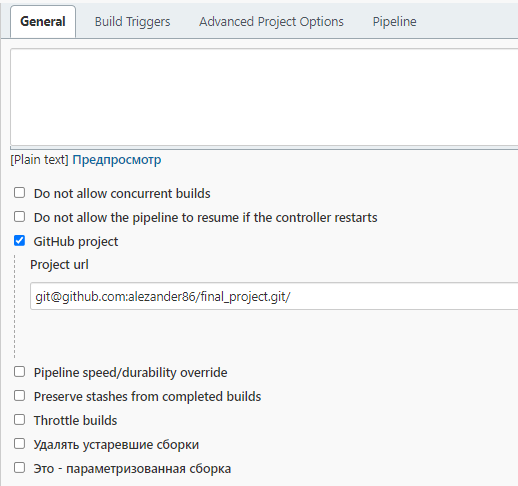 General Build Triggers Advanced Project Options Pipeline
[Plain text] Предпросмотр
Do not allow concurrent builds
Do not allow the pipeline to resume if the controller restarts
GitHub project
Project url
git@github.com:alezander86/final_project.git/
Pipeline speed/durability override
Preserve stashes from completed builds
Throttle builds
Удалять устаревшие сборки
Это - параметризованная сборка